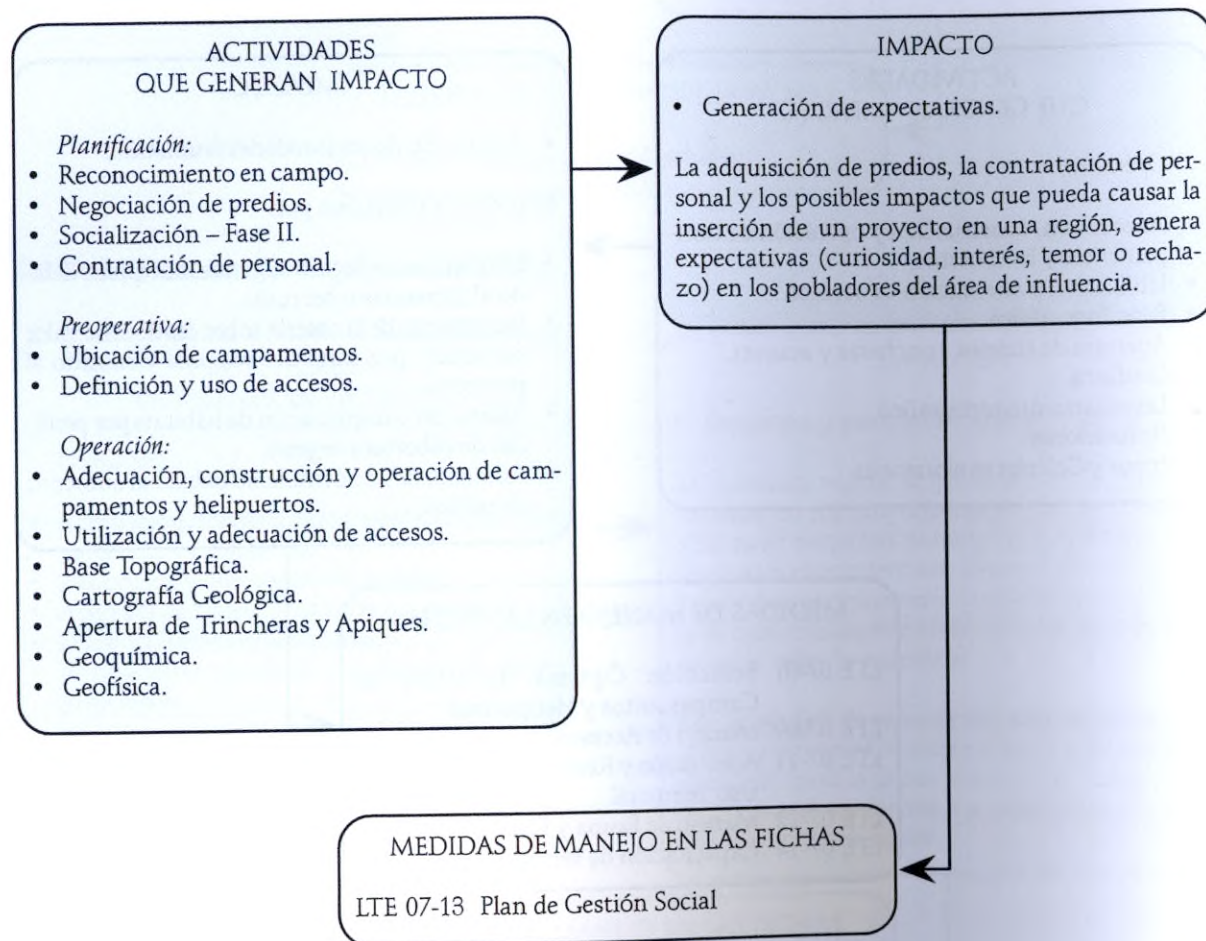 ACTIVIDADES
QUE GENERAN IMPACTO
Planificación:
• Reconocimiento en campo.
• Negociación de predios.
• Socialización – Fase II.
• Contratación de personal.
Preoperativa:
• Ubicación de campamentos.
• Definición y uso de accesos.
Operación:
• Adecuación, construcción y operación de cam-
pamentos y helipuertos.
• Utilización y adecuación de accesos.
• Base Topográfica.
• Cartografía Geológica.
• Apertura de Trincheras y Apiques.
• Geoquímica.
• Geofísica.
IMPACTO
• Generación de expectativas.
La adquisición de predios, la contratación de per-
sonal y los posibles impactos que pueda causar la
inserción de un proyecto en una región, genera
expectativas (curiosidad, interés, temor o recha-
zo) en los pobladores del área de influencia.
MEDIDAS DE MANEJO EN LAS FICHAS
LTE 07-13 Plan de Gestión Social